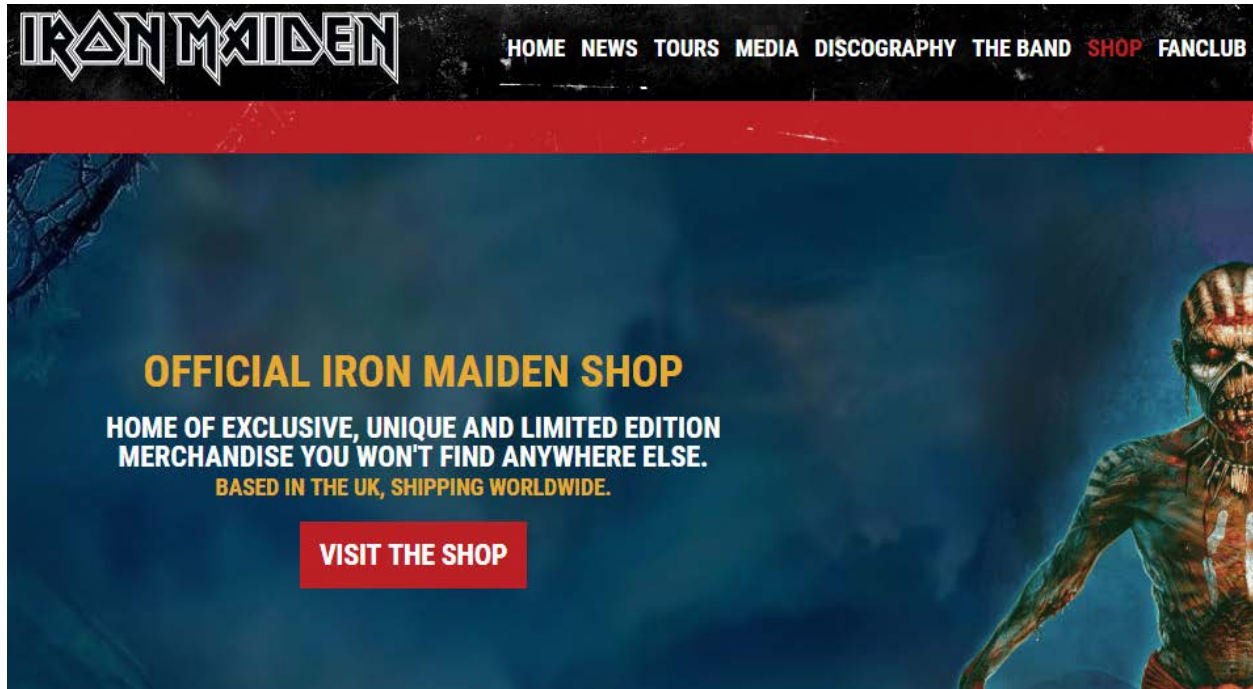 IRON MAIDEN
HOME NEWS TOURS MEDIA DISCOGRAPHY THE BAND SHOP FANCLUB
OFFICIAL IRON MAIDEN SHOP
HOME OF EXCLUSIVE, UNIQUE AND LIMITED EDITION
MERCHANDISE YOU WON'T FIND ANYWHERE ELSE.
BASED IN THE UK, SHIPPING WORLDWIDE.
VISIT THE SHOP